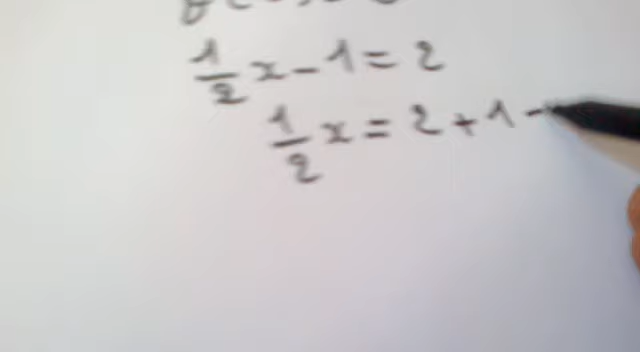 1/2 x - 1 = 2
1/2 x = 2 + 1 -